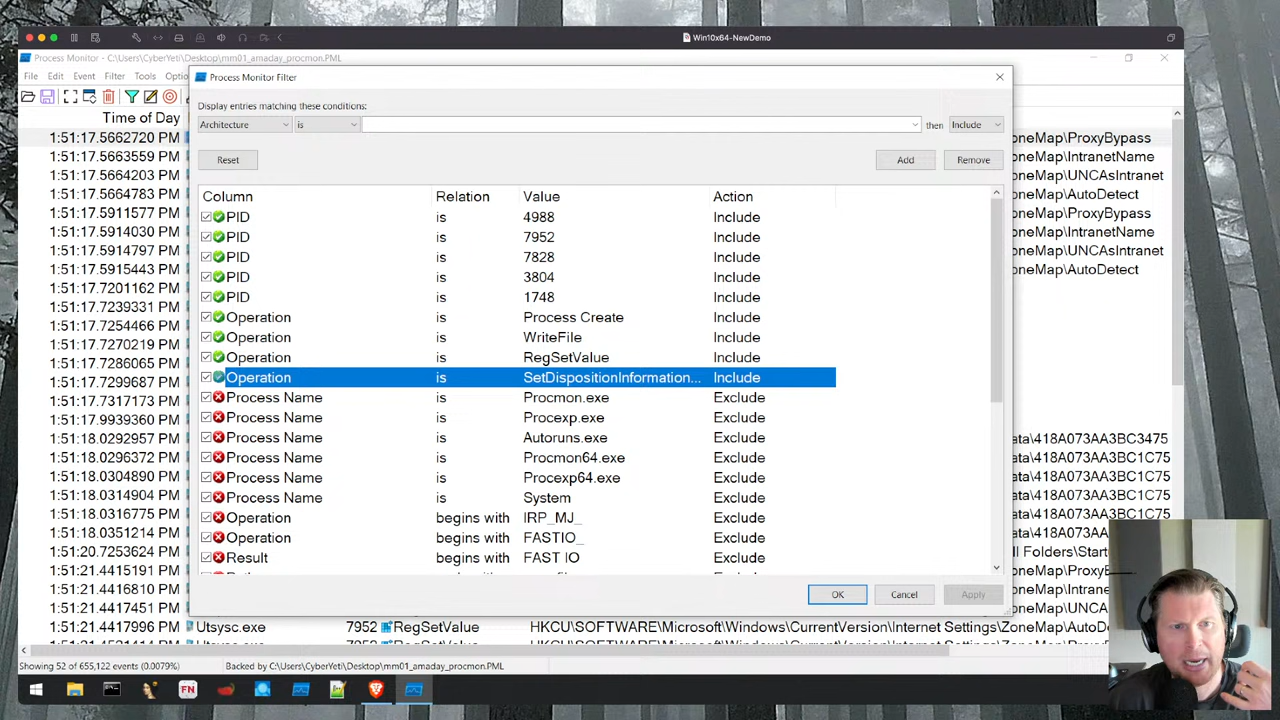 Win10x64-NewDemo
Process Monitor - C:\Users\CyberYeti\Desktop\mm01_amaday_procmon.PML
File Edit Event Filter Tools Optio
Process Monitor Filter
Display entries matching these conditions:
Architecture is then Include
Reset Add Remove
Column Relation Value Action
PID is 4988 Include
PID is 7952 Include
PID is 7828 Include
PID is 3804 Include
PID is 1748 Include
Operation is Process Create Include
Operation is WriteFile Include
Operation is RegSetValue Include
Operation is SetDispositionInformation... Include
Process Name is Procmon.exe Exclude
Process Name is Procexp.exe Exclude
Process Name is Autoruns.exe Exclude
Process Name is Procmon64.exe Exclude
Process Name is Procexp64.exe Exclude
Process Name is System Exclude
Operation begins with IRP_MJ_ Exclude
Operation begins with FASTIO_ Exclude
Result begins with FAST IO Exclude
OK Cancel Apply
Time of Day
1:51:17.5662720 PM
1:51:17.5663559 PM
1:51:17.5664203 PM
1:51:17.5664783 PM
1:51:17.5911577 PM
1:51:17.5914030 PM
1:51:17.5914797 PM
1:51:17.5915443 PM
1:51:17.7201162 PM
1:51:17.7239331 PM
1:51:17.7254466 PM
1:51:17.7270219 PM
1:51:17.7286065 PM
1:51:17.7299687 PM
1:51:17.7317173 PM
1:51:17.9939360 PM
1:51:18.0292957 PM
1:51:18.0296372 PM
1:51:18.0304890 PM
1:51:18.0314904 PM
1:51:18.0316775 PM
1:51:18.0351214 PM
1:51:20.7253624 PM
1:51:21.4415191 PM
1:51:21.4416810 PM
1:51:21.4417451 PM
1:51:21.4417996 PM Utsysc.exe 7952 RegSetValue HKCU\SOFTWARE\Microsoft\Windows\CurrentVersion\Internet Settings\ZoneMap\AutoDe
oneMap\ProxyBypass
oneMap\IntranetName
oneMap\UNCAsIntranet
oneMap\AutoDetect
oneMap\ProxyBypass
oneMap\IntranetName
oneMap\UNCAsIntranet
oneMap\AutoDetect
ata\418A073AA3BC3475
ata\418A073AA3BC1C75
ata\418A073AA3BC1C75
ata\418A073AA3BC1C75
ata\418A073AA3BC1C75
ata\418A073AA3BC1C75
ll Folders\Start
oneMap\ProxyB
oneMap\Intrane
oneMap\UNCAs
Showing 52 of 655,122 events (0.0079%) Backed by C:\Users\CyberYeti\Desktop\mm01_amaday_procmon.PML
FN